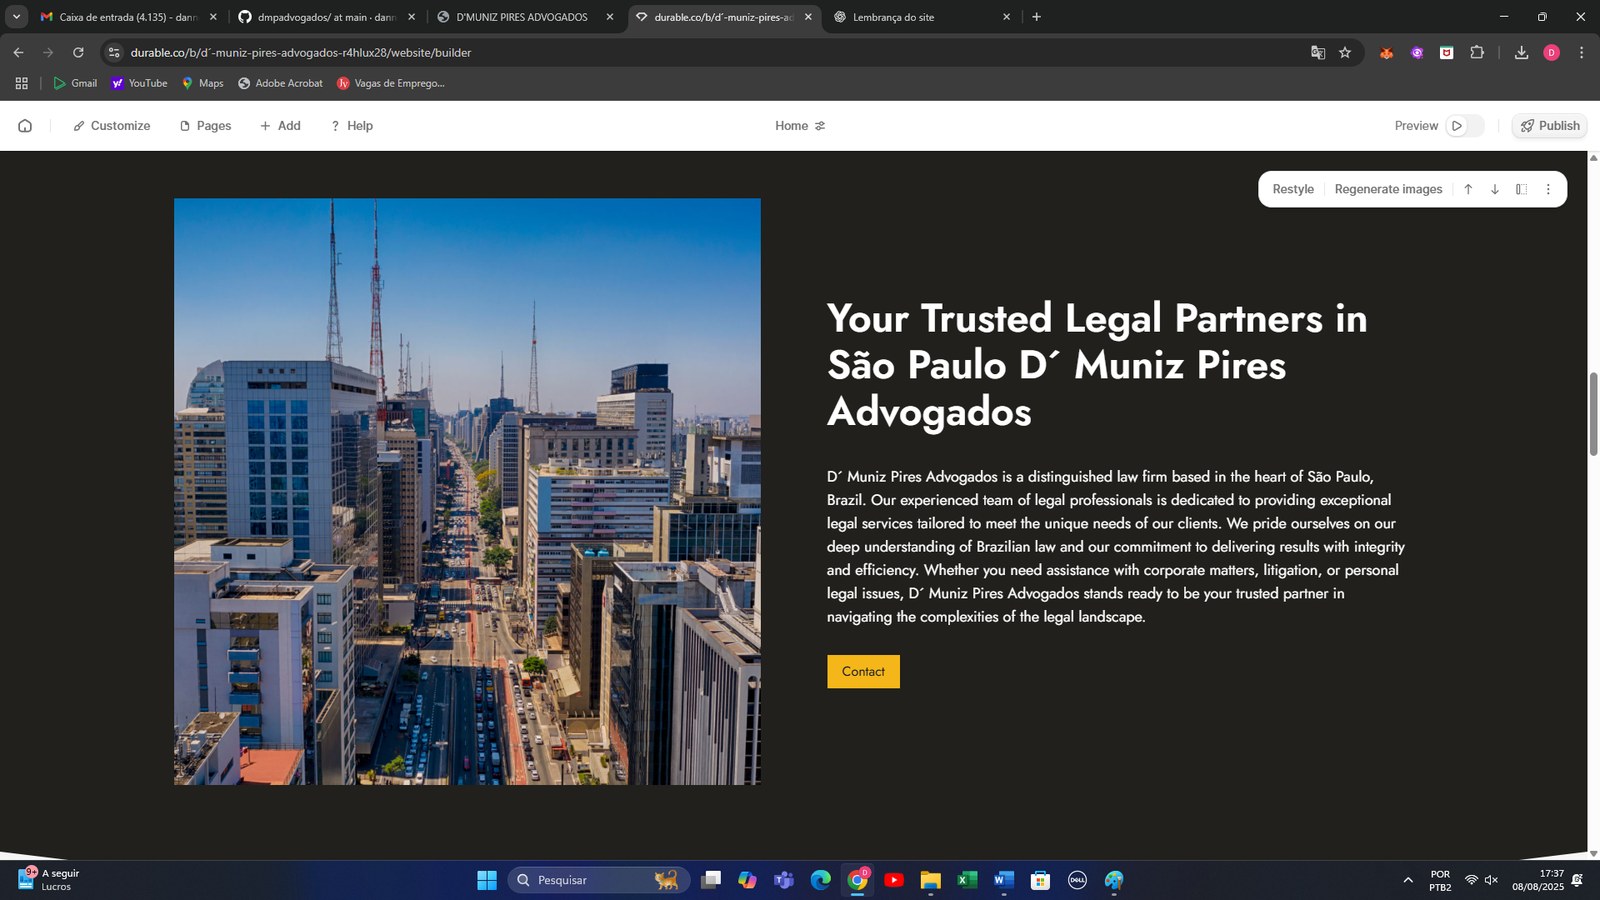 Caixa de entrada (4.135) - dann
dmpadvogados/ at main · dann
D'MUNIZ PIRES ADVOGADOS
durable.co/b/d´-muniz-pires-ad
Lembrança do site
durable.co/b/d´-muniz-pires-advogados-r4hlux28/website/builder
D
Gmail
YouTube
Maps
Adobe Acrobat
Vagas de Emprego...
Customize
Pages
Add
? Help
Home
Preview
Publish
Restyle
Regenerate images
Your Trusted Legal Partners in
São Paulo D´ Muniz Pires
Advogados
D´ Muniz Pires Advogados is a distinguished law firm based in the heart of São Paulo,
Brazil. Our experienced team of legal professionals is dedicated to providing exceptional
legal services tailored to meet the unique needs of our clients. We pride ourselves on our
deep understanding of Brazilian law and our commitment to delivering results with integrity
and efficiency. Whether you need assistance with corporate matters, litigation, or personal
legal issues, D´ Muniz Pires Advogados stands ready to be your trusted partner in
navigating the complexities of the legal landscape.
Contact
9+
A seguir
Lucros
Pesquisar
D
DELL
POR
PTB2
17:37
08/08/2025